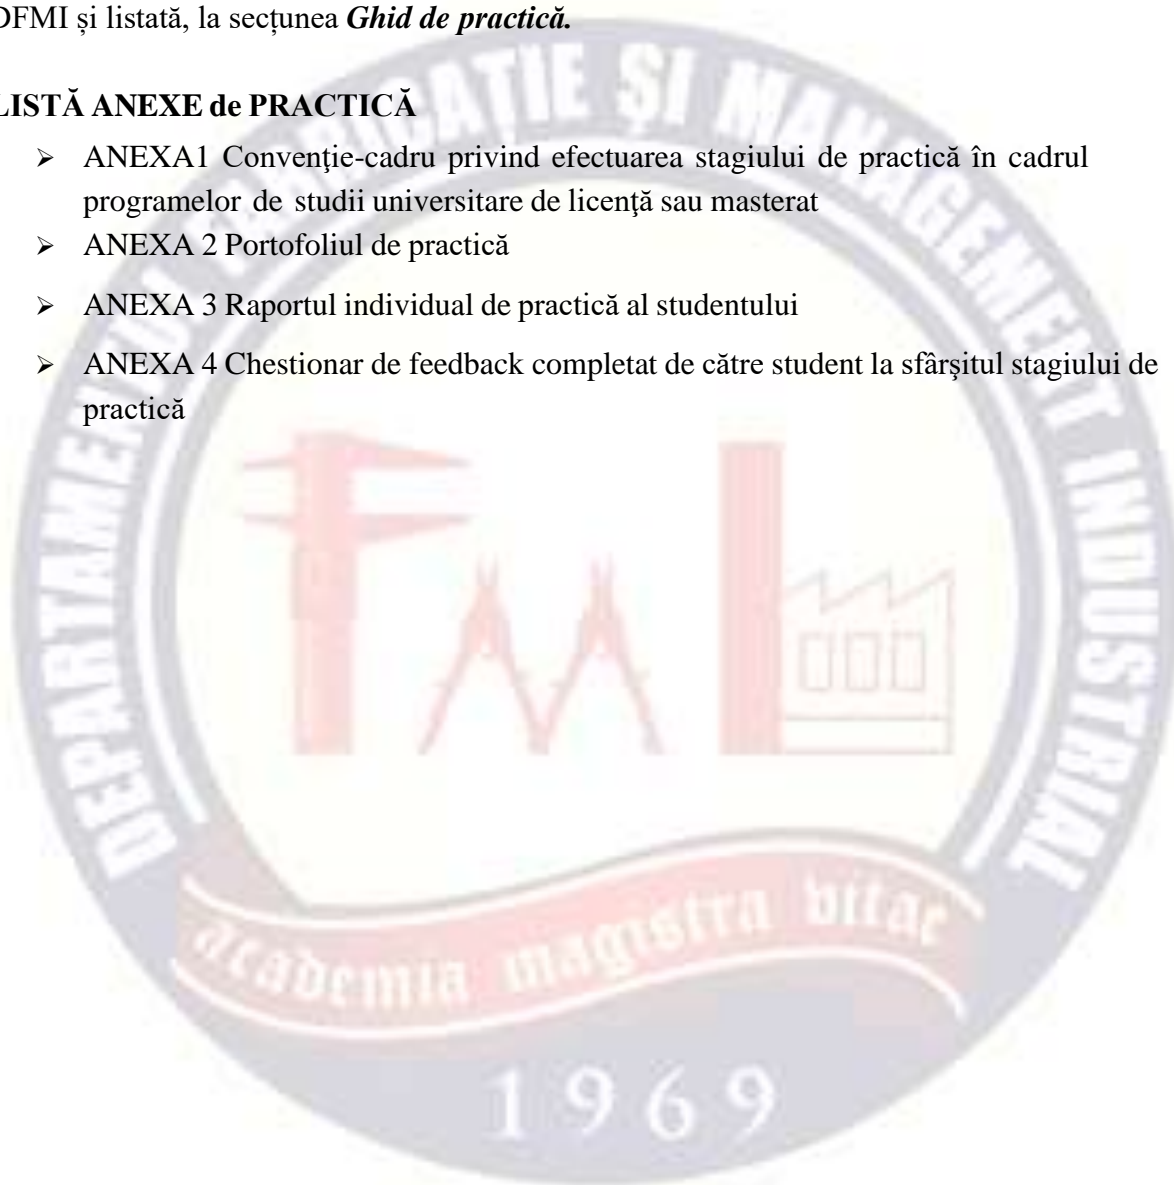 DFMI și listată, la secțunea Ghid de practică.
LISTĂ ANEXE de PRACTICĂ
➢ ANEXA1 Convenţie-cadru privind efectuarea stagiului de practică în cadrul
programelor de studii universitare de licenţă sau masterat
➢ ANEXA 2 Portofoliul de practică
➢ ANEXA 3 Raportul individual de practică al studentului
➢ ANEXA 4 Chestionar de feedback completat de către student la sfârşitul stagiului de
practică
DEPARTAMENTUL FABRICAŢIE ŞI MANAGEMENT INDUSTRIAL
FMI
academia magistra vitae
1969